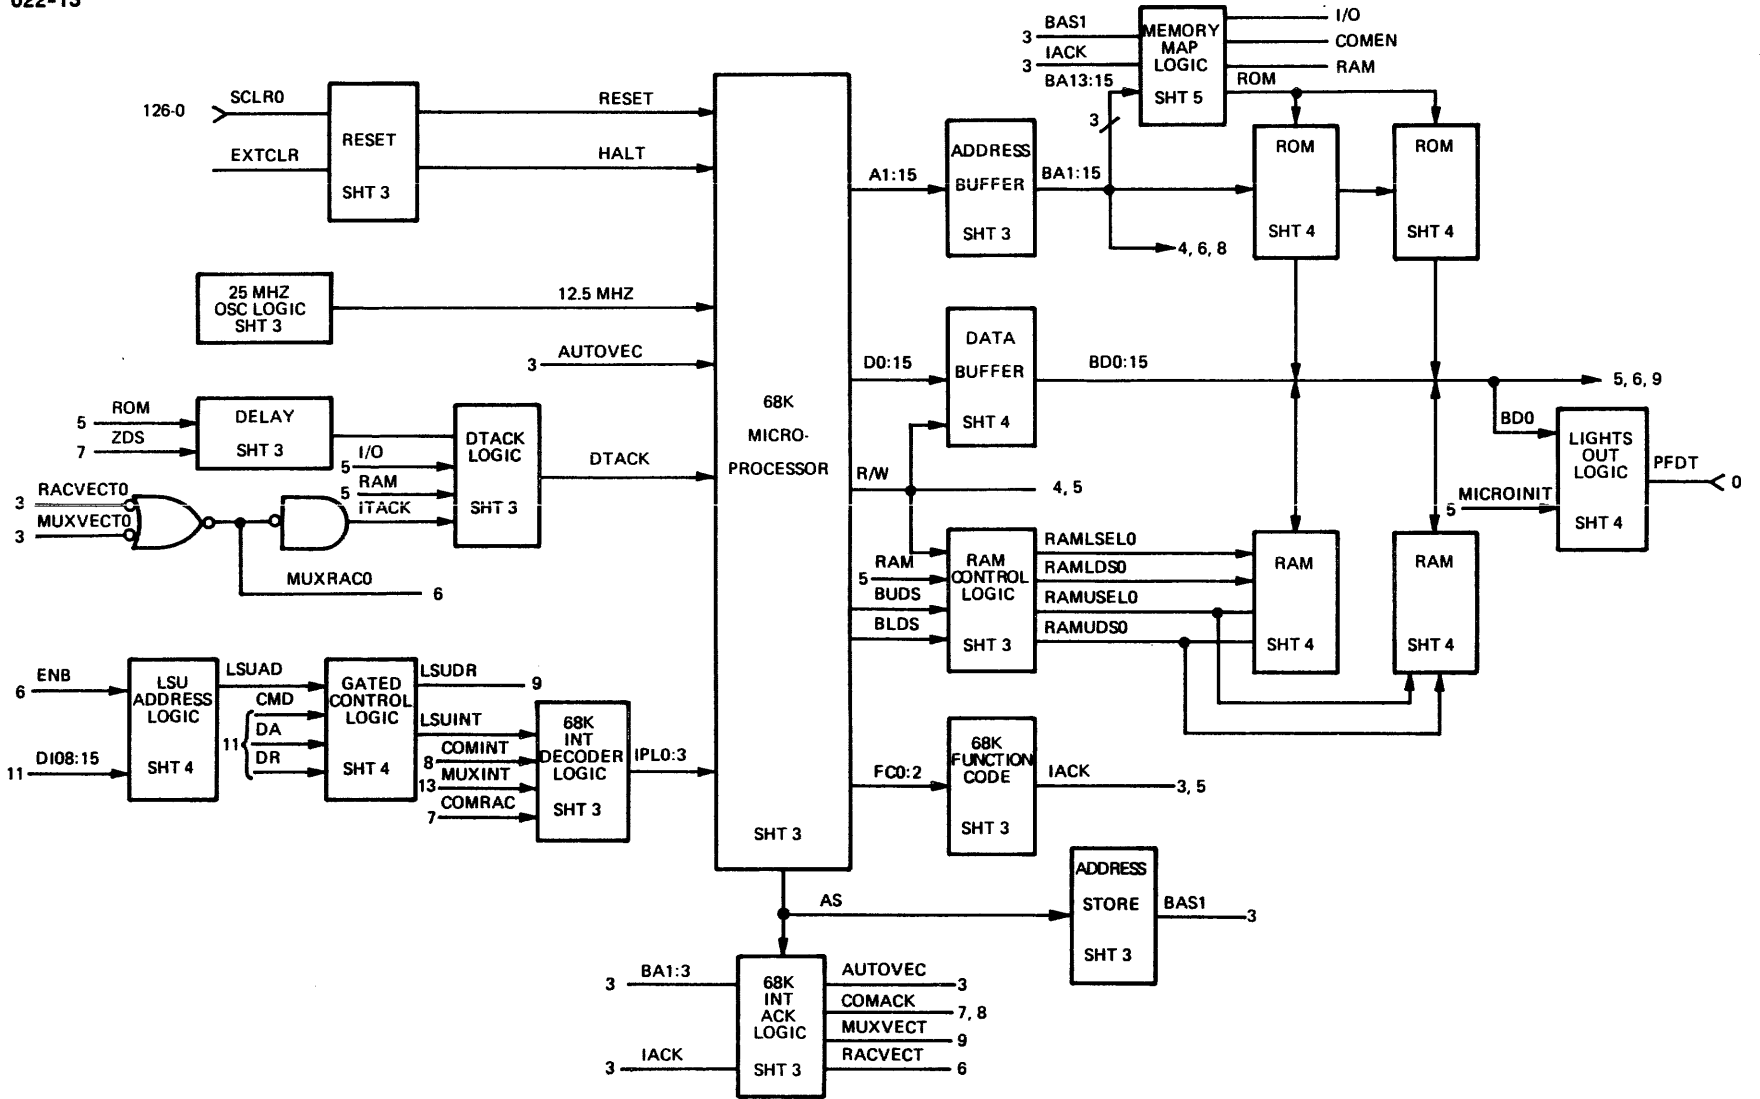 022-13
BAS1
3
IACK
3
BA13:15
MEMORY
MAP
LOGIC
SHT 5
I/O
COMEN
RAM
ROM
126-0
SCLR0
EXTCLR
RESET
SHT 3
RESET
HALT
3
ADDRESS
BUFFER
SHT 3
A1:15
BA1:15
4, 6, 8
ROM
SHT 4
ROM
SHT 4
25 MHZ
OSC LOGIC
SHT 3
12.5 MHZ
3
AUTOVEC
68K
MICRO-
PROCESSOR
SHT 3
D0:15
DATA
BUFFER
SHT 4
BD0:15
5, 6, 9
BD0
LIGHTS
OUT
LOGIC
SHT 4
PFDT
0
MICROINIT
5
5
ROM
7
ZDS
DELAY
SHT 3
I/O
5
RAM
5
ITACK
DTACK
LOGIC
SHT 3
DTACK
R/W
4, 5
RACVECT0
3
MUXVECT0
3
MUXRAC0
6
RAM
5
BUDS
BLDS
RAM
CONTROL
LOGIC
SHT 3
RAMLSEL0
RAMLDS0
RAMUSEL0
RAMUDS0
RAM
SHT 4
RAM
SHT 4
ENB
6
DI08:15
11
LSU
ADDRESS
LOGIC
SHT 4
LSUAD
CMD
DA
DR
11
GATED
CONTROL
LOGIC
SHT 4
LSUDR
9
LSUINT
COMINT
8
MUXINT
13
COMRAC
7
68K
INT
DECODER
LOGIC
SHT 3
IPL0:3
FC0:2
68K
FUNCTION
CODE
SHT 3
IACK
3, 5
AS
ADDRESS
STORE
SHT 3
BAS1
3
BA1:3
3
IACK
3
68K
INT
ACK
LOGIC
SHT 3
AUTOVEC
3
COMACK
7, 8
MUXVECT
9
RACVECT
6